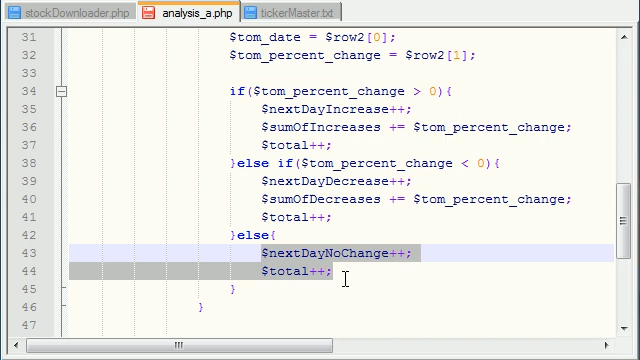 stockDownloader.php analysis_a.php tickerMaster.txt
31 $tom_date = $row2[0];
32 $tom_percent_change = $row2[1];
33
34 if($tom_percent_change > 0){
35 $nextDayIncrease++;
36 $sumOfIncreases += $tom_percent_change;
37 $total++;
38 }else if($tom_percent_change < 0){
39 $nextDayDecrease++;
40 $sumOfDecreases += $tom_percent_change;
41 $total++;
42 }else{
43 $nextDayNoChange++;
44 $total++;
45 }
46 }
47